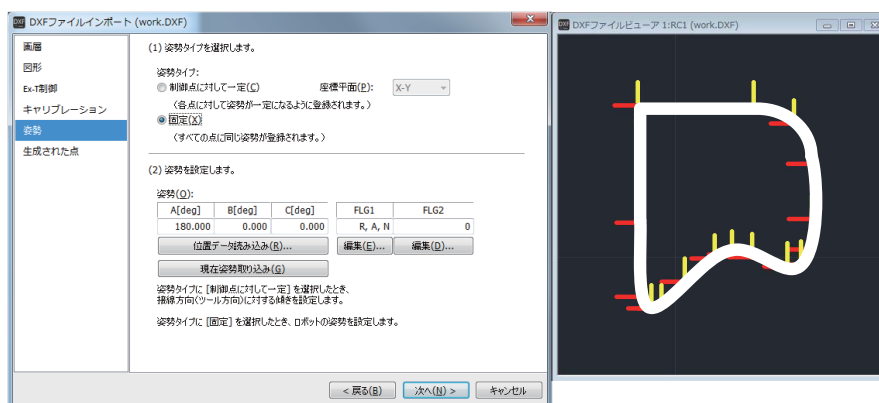 DXFファイルインポート (work.DXF)
画層
図形
Ex-T制御
キャリブレーション
姿勢
生成された点
(1) 姿勢タイプを選択します。
姿勢タイプ:
制御点に対して一定(C)
座標平面(P):
X-Y
(各点に対して姿勢が一定になるように登録されます。)
固定(X)
(すべての点に同じ姿勢が登録されます。)
(2) 姿勢を設定します。
姿勢(O):
A[deg] B[deg] C[deg] FLG1 FLG2
180.000 0.000 0.000 R, A, N 0
位置データ読み込み(R)... 編集(E)... 編集(D)...
現在姿勢取り込み(G)
姿勢タイプに [制御点に対して一定] を選択したとき、
接線方向(ツール方向)に対する傾きを設定します。
姿勢タイプに [固定] を選択したとき、ロボットの姿勢を設定します。
< 戻る(B) 次へ(N) > キャンセル
DXFファイルビューア 1:RC1 (work.DXF)